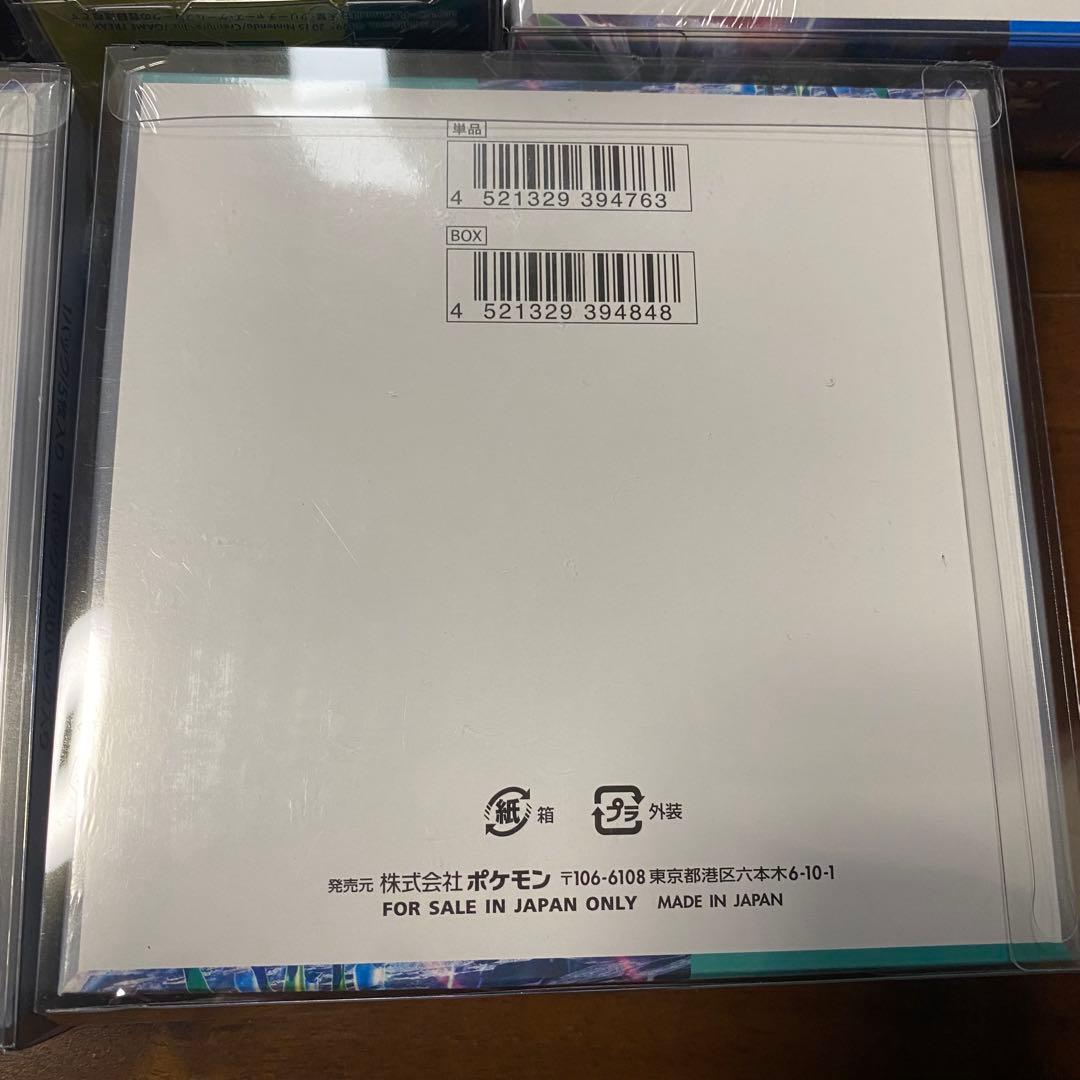 単品
4 521329 394763
BOX
4 521329 394848
紙 箱 プラ 外装
発売元 株式会社 ポケモン 〒106-6108 東京都港区六本木6-10-1
FOR SALE IN JAPAN ONLY MADE IN JAPAN